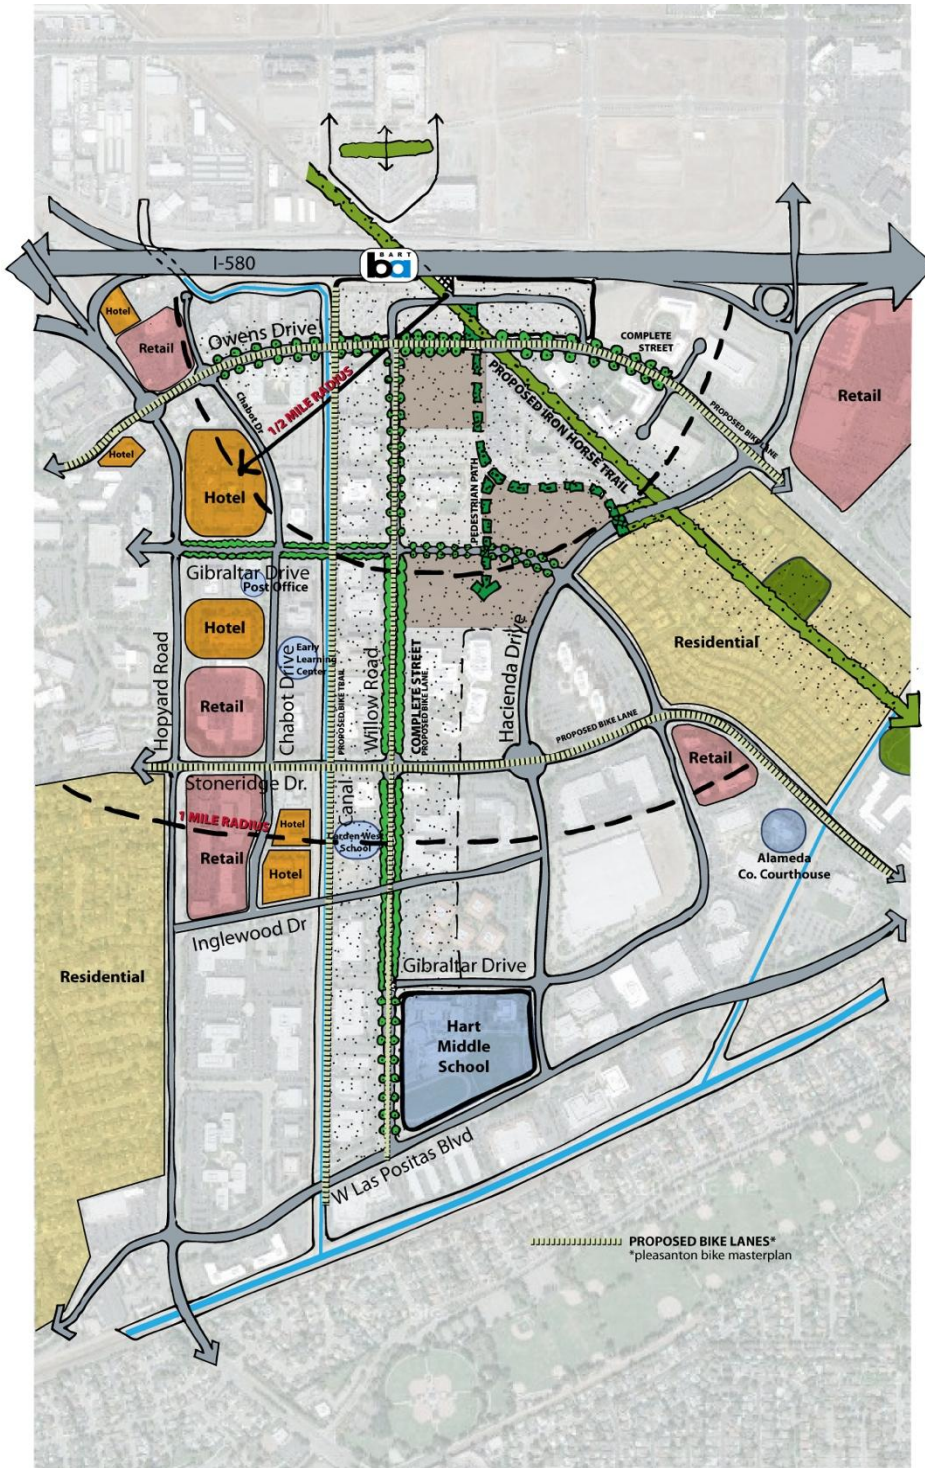 BART
ba
I-580
Hotel
Retail
Owens Drive
COMPLETE
STREET
Retail
Chabot Dr
1/2 MILE RADIUS
PROPOSED IRON HORSE TRAIL
PROPOSED BIKE LANE
Hotel
Hotel
PEDESTRIAN PATH
Gibraltar Drive
Post Office
Hotel
Early
Learning
Center
Residential
Hopyard Road
Chabot Drive
PROPOSED BIKE TRAIL
Willow Road
COMPLETE STREET
PROPOSED BIKE LANE
Hacienda Drive
Retail
PROPOSED BIKE LANE
Retail
Stoneridge Dr.
Canal
1 MILE RADIUS
Hotel
arden West
School
Retail
Hotel
Alameda
Co. Courthouse
Inglewood Dr
Gibraltar Drive
Residential
Hart
Middle
School
W Las Positas Blvd
PROPOSED BIKE LANES*
*pleasanton bike masterplan